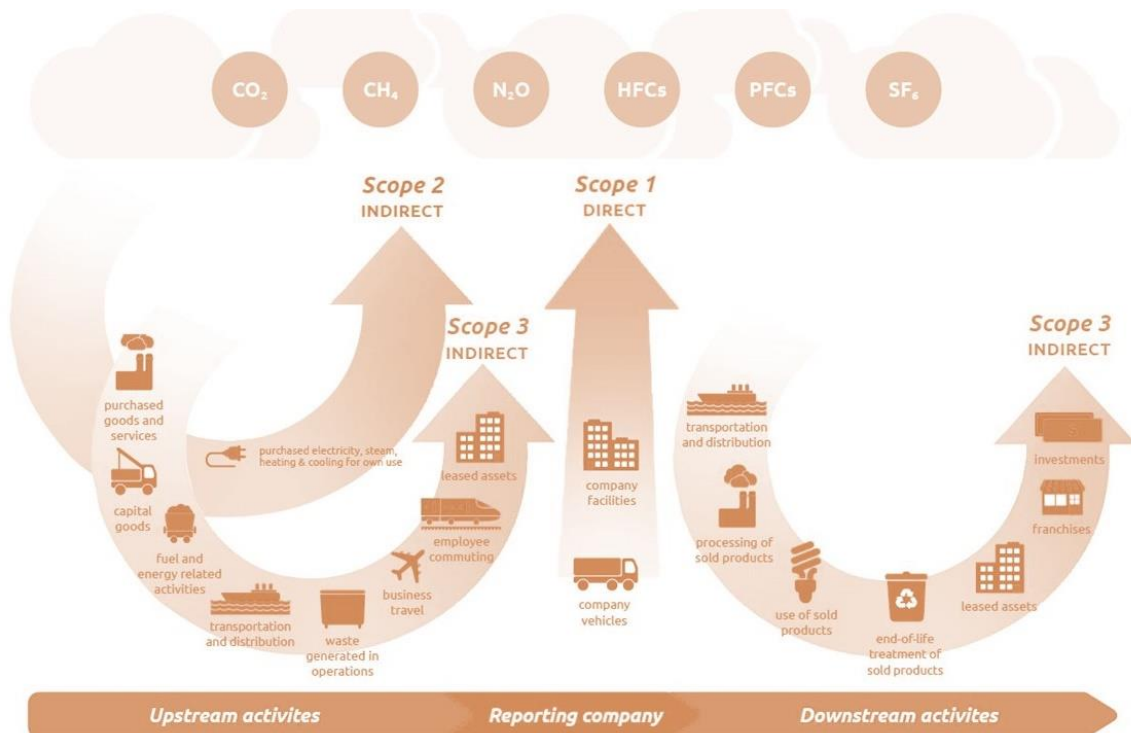 CO₂
CH₄
N₂O
HFCs
PFCs
SF₆
Scope 2
INDIRECT
Scope 1
DIRECT
Scope 3
INDIRECT
Scope 3
INDIRECT
purchased
goods and
services
capital
goods
fuel and
energy related
activities
transportation
and distribution
waste
generated in
operations
business
travel
employee
commuting
leased assets
purchased electricity, steam,
heating & cooling for own use
company
facilities
company
vehicles
transportation
and distribution
processing of
sold products
use of sold
products
end-of-life
treatment of
sold products
leased assets
franchises
investments
$
Upstream activites
Reporting company
Downstream activites